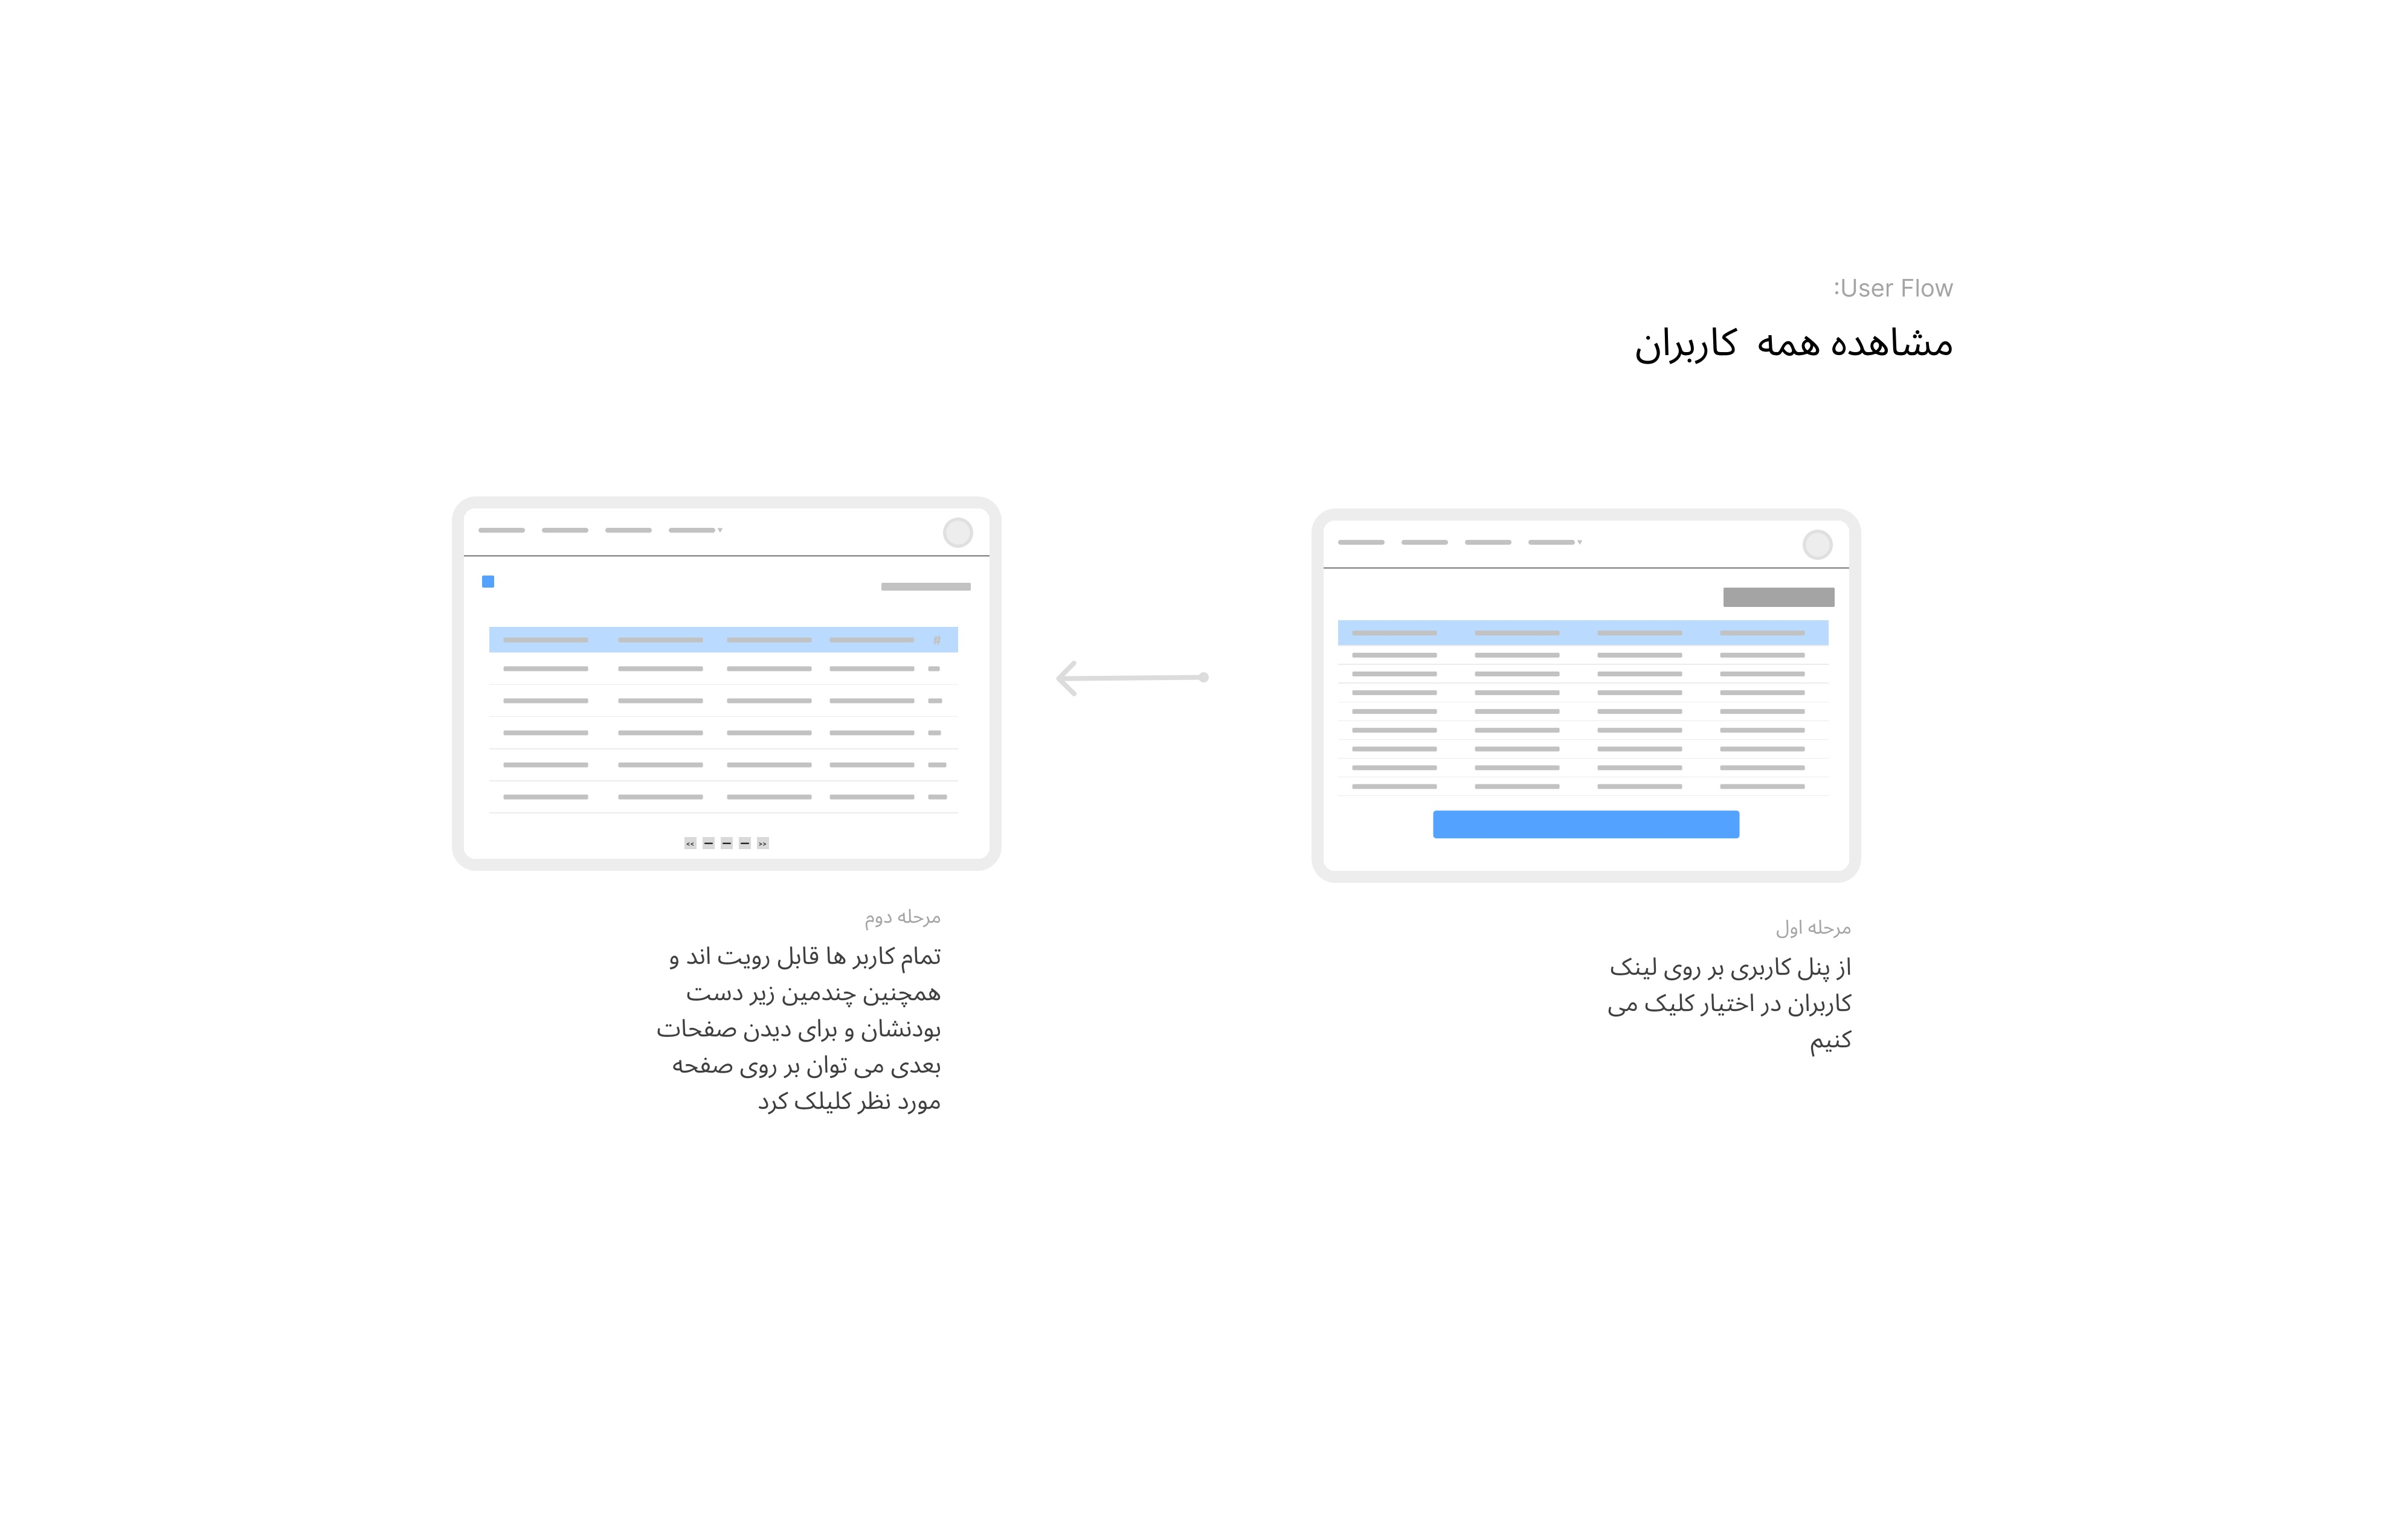 User Flow:
مشاهده همه کاربران
مرحله اول
از پنل کاربری بر روی لینک
کاربران در اختیار کلیک می
کنیم
#
<< >>
مرحله دوم
تمام کاربر ها قابل رویت اند و
همچنین چندمین زیر دست
بودنشان و برای دیدن صفحات
بعدی می توان بر روی صفحه
مورد نظر کلیلک کرد